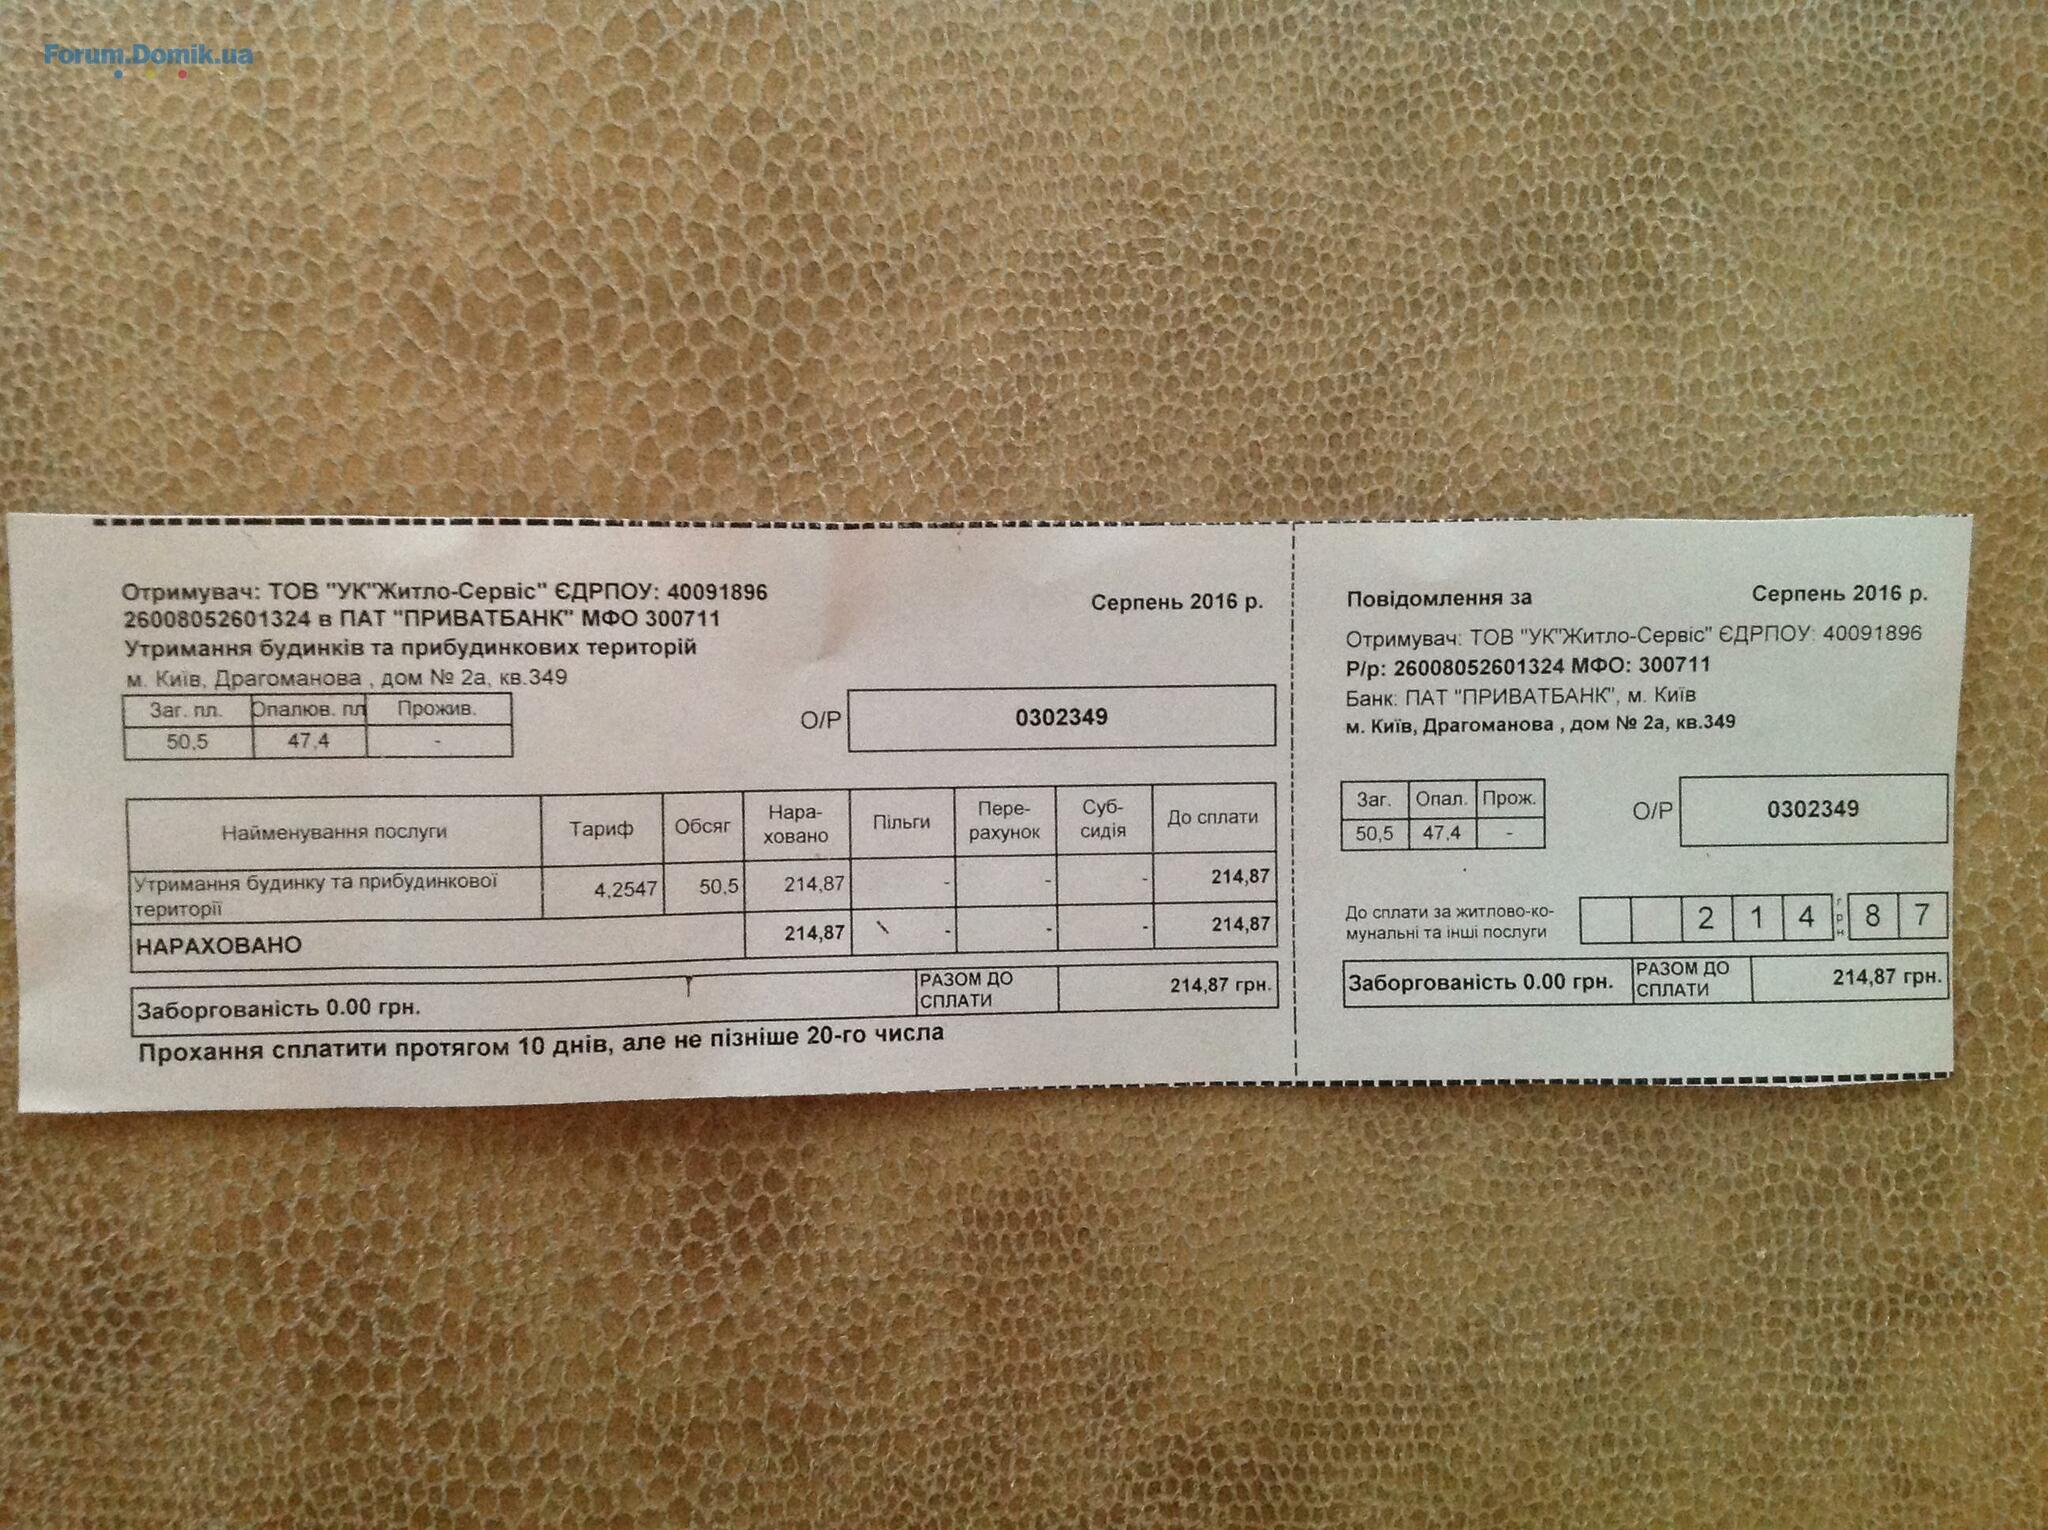 Forum.Domik.ua
Отримувач: ТОВ "УК"Житло-Сервіс" ЄДРПОУ: 40091896
Серпень 2016 р.
26008052601324 в ПАТ "ПРИВАТБАНК" МФО 300711
Утримання будинків та прибудинкових територій
м. Київ, Драгоманова , дом № 2а, кв.349
Заг. пл. Опалюв. пл Прожив.
50,5 47,4 -
О/Р 0302349
Найменування послуги Тариф Обсяг Нара- Пільги Пере- Суб- До сплати
ховано рахунок сидія
Утримання будинку та прибудинкової 4,2547 50,5 214,87 - - - 214,87
території
НАРАХОВАНО 214,87 - - - 214,87
Заборгованість 0.00 грн. РАЗОМ ДО 214,87 грн.
СПЛАТИ
Прохання сплатити протягом 10 днів, але не пізніше 20-го числа
Повідомлення за Серпень 2016 р.
Отримувач: ТОВ "УК"Житло-Сервіс" ЄДРПОУ: 40091896
Р/р: 26008052601324 МФО: 300711
Банк: ПАТ "ПРИВАТБАНК", м. Київ
м. Київ, Драгоманова , дом № 2а, кв.349
Заг. Опал. Прож.
50,5 47,4 -
О/Р 0302349
До сплати за житлово-ко- 2 1 4 грн 8 7
мунальні та інші послуги
Заборгованість 0.00 грн. РАЗОМ ДО 214,87 грн.
СПЛАТИ